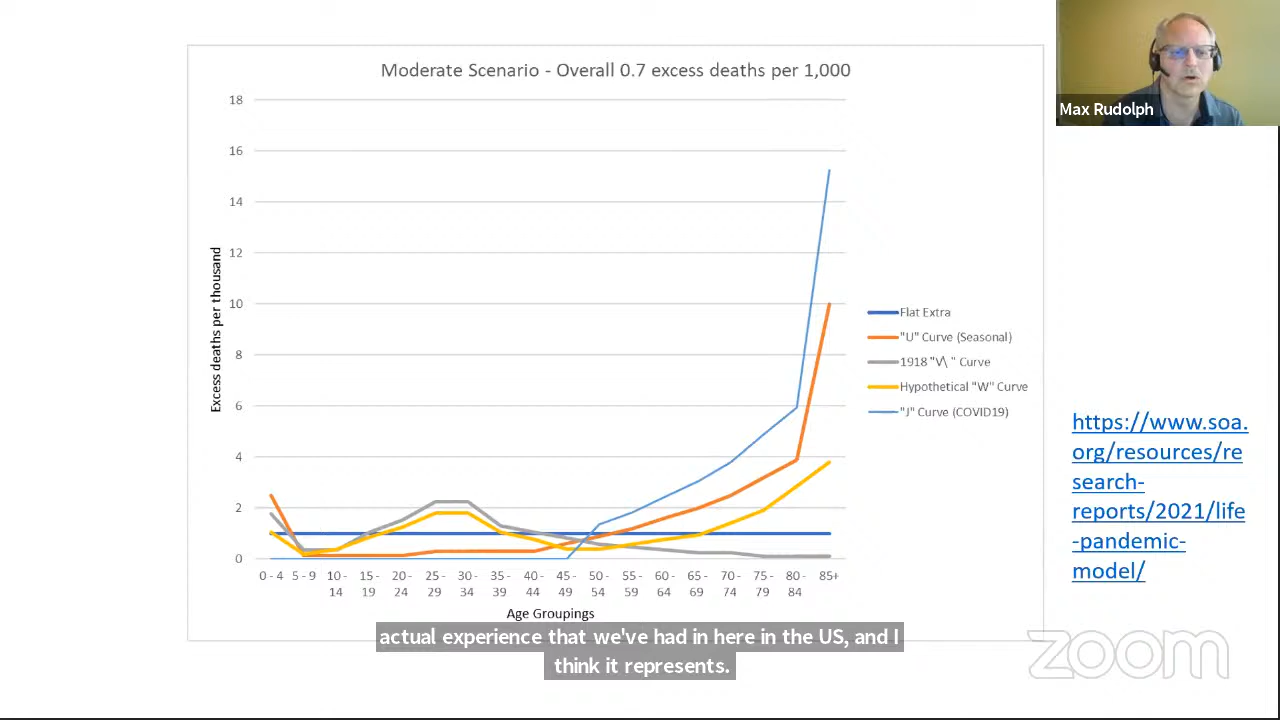 Moderate Scenario - Overall 0.7 excess deaths per 1,000
18
16
14
12
10
8
6
4
2
0
Excess deaths per thousand
0 - 4 5 - 9 10 - 15- 20- 25- 30- 35- 40- 45- 50 - 55- 60 - 65- 70 - 75- 80 - 85+
14 19 24 29 34 39 44 49 54 59 64 69 74 79 84
Age Groupings
Flat Extra
"U" Curve (Seasonal)
1918 "V\ " Curve
Hypothetical "W" Curve
"J" Curve (COVID19)
Max Rudolph
https://www.soa.
org/resources/re
search-
reports/2021/life
-pandemic-
model/
actual experience that we've had in here in the US, and I
think it represents.
zoom